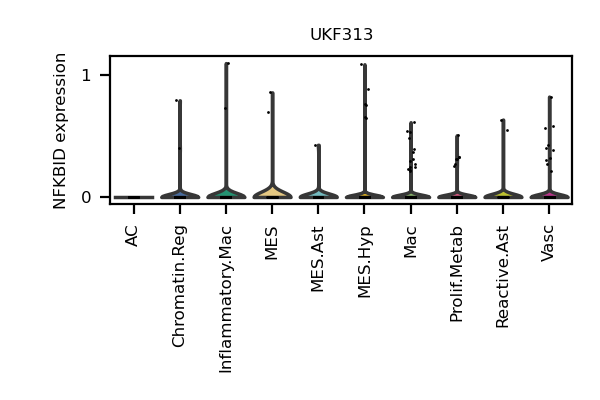 UKF313
NFKBID expression
1
0
AC
Chromatin.Reg
Inflammatory.Mac
MES
MES.Ast
MES.Hyp
Mac
Prolif.Metab
Reactive.Ast
Vasc